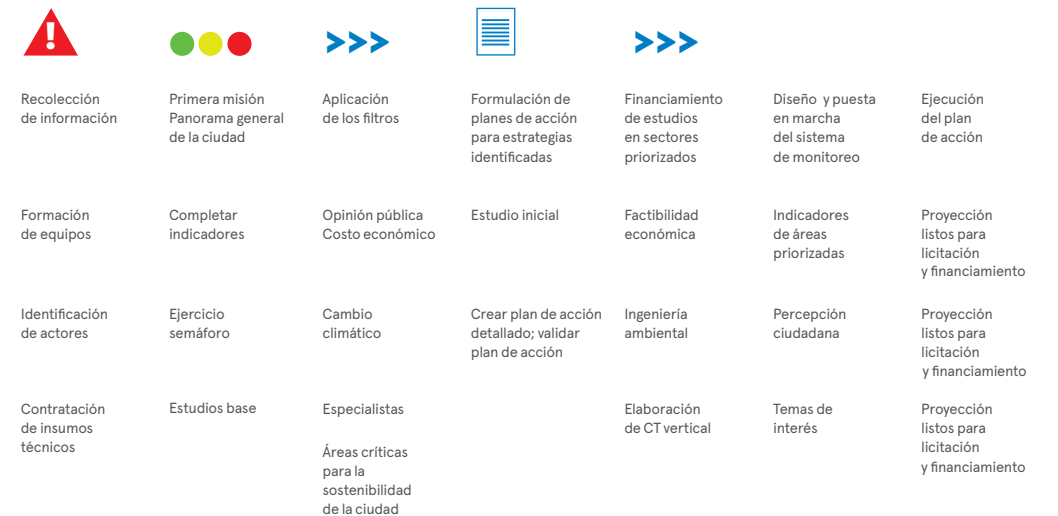 Recolección
de información
Primera misión
Panorama general
de la ciudad
Aplicación
de los filtros
Formulación de
planes de acción
para estrategias
identificadas
Financiamiento
de estudios
en sectores
priorizados
Diseño y puesta
en marcha
del sistema
de monitoreo
Ejecución
del plan
de acción
Formación
de equipos
Completar
indicadores
Opinión pública
Costo económico
Estudio inicial
Factibilidad
económica
Indicadores
de áreas
priorizadas
Proyección
listos para
licitación
y financiamiento
Identificación
de actores
Ejercicio
semáforo
Cambio
climático
Crear plan de acción
detallado; validar
plan de acción
Ingeniería
ambiental
Percepción
ciudadana
Proyección
listos para
licitación
y financiamiento
Contratación
de insumos
técnicos
Estudios base
Especialistas
Áreas críticas
para la
sostenibilidad
de la ciudad
Elaboración
de CT vertical
Temas de
interés
Proyección
listos para
licitación
y financiamiento